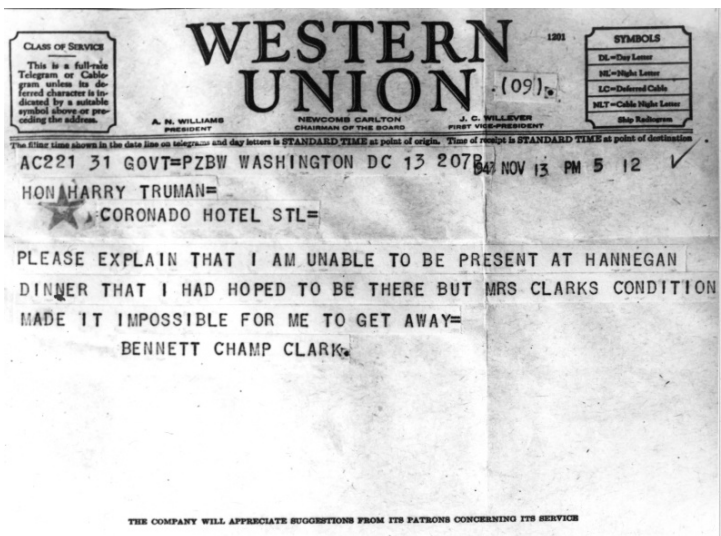 CLASS OF SERVICE
This is a full-rate
Telegram or Cable-
gram unless its de-
ferred character is in-
dicated by a suitable
symbol above or pre-
ceding the address.
WESTERN
UNION
1201
(09)
A. N. WILLIAMS
PRESIDENT
NEWCOMB CARLTON
CHAIRMAN OF THE BOARD
J. C. WILLEVER
FIRST VICE-PRESIDENT
SYMBOLS
DL=Day Letter
NL=Night Letter
LC=Deferred Cable
NLT=Cable Night Letter
Ship Radiogram
The filing time shown in the date line on telegrams and day letters is STANDARD TIME at point of origin. Time of receipt is STANDARD TIME at point of destination
AC221 31 GOVT=PZBW WASHINGTON DC 13 207P
NOV 13 PM 5 12
HON HARRY TRUMAN=
CORONADO HOTEL STL=
PLEASE EXPLAIN THAT I AM UNABLE TO BE PRESENT AT HANNEGAN
DINNER THAT I HAD HOPED TO BE THERE BUT MRS CLARKS CONDITION
MADE IT IMPOSSIBLE FOR ME TO GET AWAY=
BENNETT CHAMP CLARK.
THE COMPANY WILL APPRECIATE SUGGESTIONS FROM ITS PATRONS CONCERNING ITS SERVICE